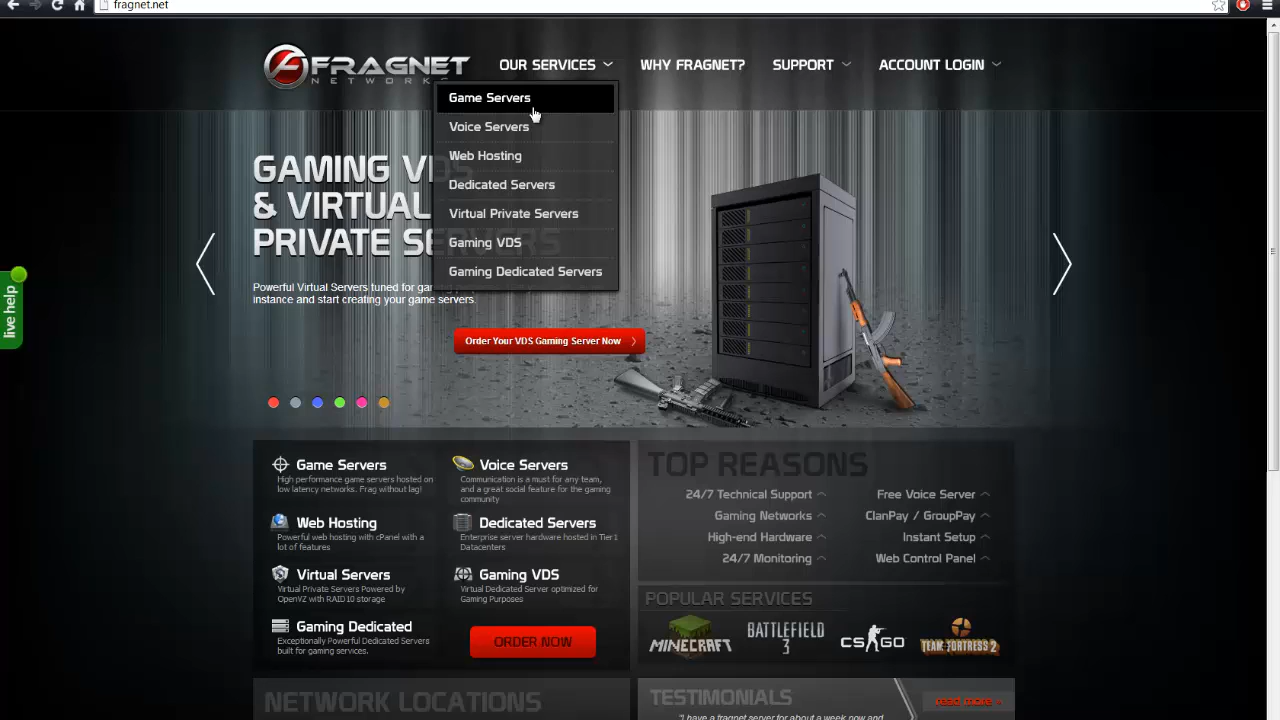 fragnet.net
FRAGNET
NETWORKS
OUR SERVICES
WHY FRAGNET?
SUPPORT
ACCOUNT LOGIN
Game Servers
Voice Servers
Web Hosting
Dedicated Servers
Virtual Private Servers
Gaming VDS
Gaming Dedicated Servers
GAMING VDS
& VIRTUAL
PRIVATE SERVERS
Powerful Virtual Servers tuned for
instance and start creating your game servers.
Order Your VDS Gaming Server Now
live help
Game Servers
High performance game servers hosted on
low latency networks. Frag without lag!
Voice Servers
Communication is a must for any team,
and a great social feature for the gaming
community
Web Hosting
Powerful web hosting with cPanel with a
lot of features
Dedicated Servers
Enterprise server hardware hosted in Tier1
Datacenters
Virtual Servers
Virtual Private Servers Powered by
OpenVZ with RAID10 storage
Gaming VDS
Virtual Dedicated Server optimized for
Gaming Purposes
Gaming Dedicated
Exceptionally Powerful Dedicated Servers
built for gaming services.
ORDER NOW
TOP REASONS
24/7 Technical Support
Free Voice Server
Gaming Networks
ClanPay / GroupPay
High-end Hardware
Instant Setup
24/7 Monitoring
Web Control Panel
POPULAR SERVICES
MINECRAFT
BATTLEFIELD
3
CS GO
TEAM FORTRESS 2
NETWORK LOCATIONS
TESTIMONIALS
read more »
"I have a fragnet server for about a week now and